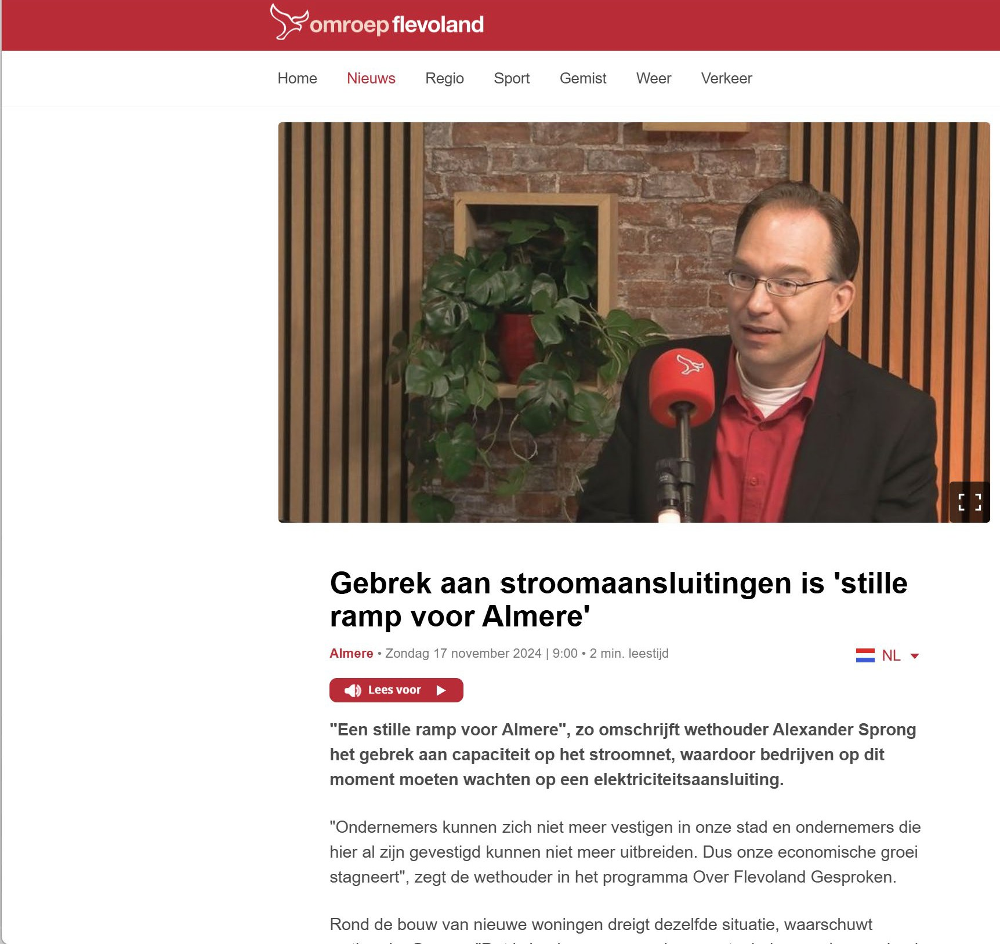 omroep flevoland
Home Nieuws Regio Sport Gemist Weer Verkeer
Gebrek aan stroomaansluitingen is 'stille
ramp voor Almere'
Almere • Zondag 17 november 2024 | 9:00 • 2 min. leestijd
NL
Lees voor
"Een stille ramp voor Almere", zo omschrijft wethouder Alexander Sprong
het gebrek aan capaciteit op het stroomnet, waardoor bedrijven op dit
moment moeten wachten op een elektriciteitsaansluiting.
"Ondernemers kunnen zich niet meer vestigen in onze stad en ondernemers die
hier al zijn gevestigd kunnen niet meer uitbreiden. Dus onze economische groei
stagneert", zegt de wethouder in het programma Over Flevoland Gesproken.
Rond de bouw van nieuwe woningen dreigt dezelfde situatie, waarschuwt